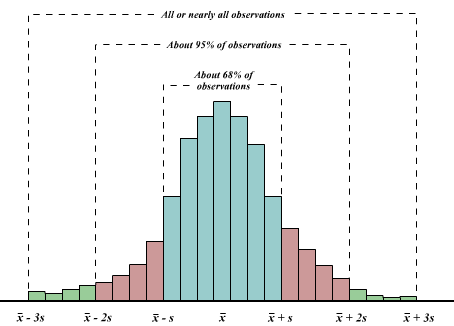 All or nearly all observations
About 95% of observations
About 68% of
observations
x̅ - 3s x̅ - 2s x̅ - s x̅ x̅ + s x̅ + 2s x̅ + 3s